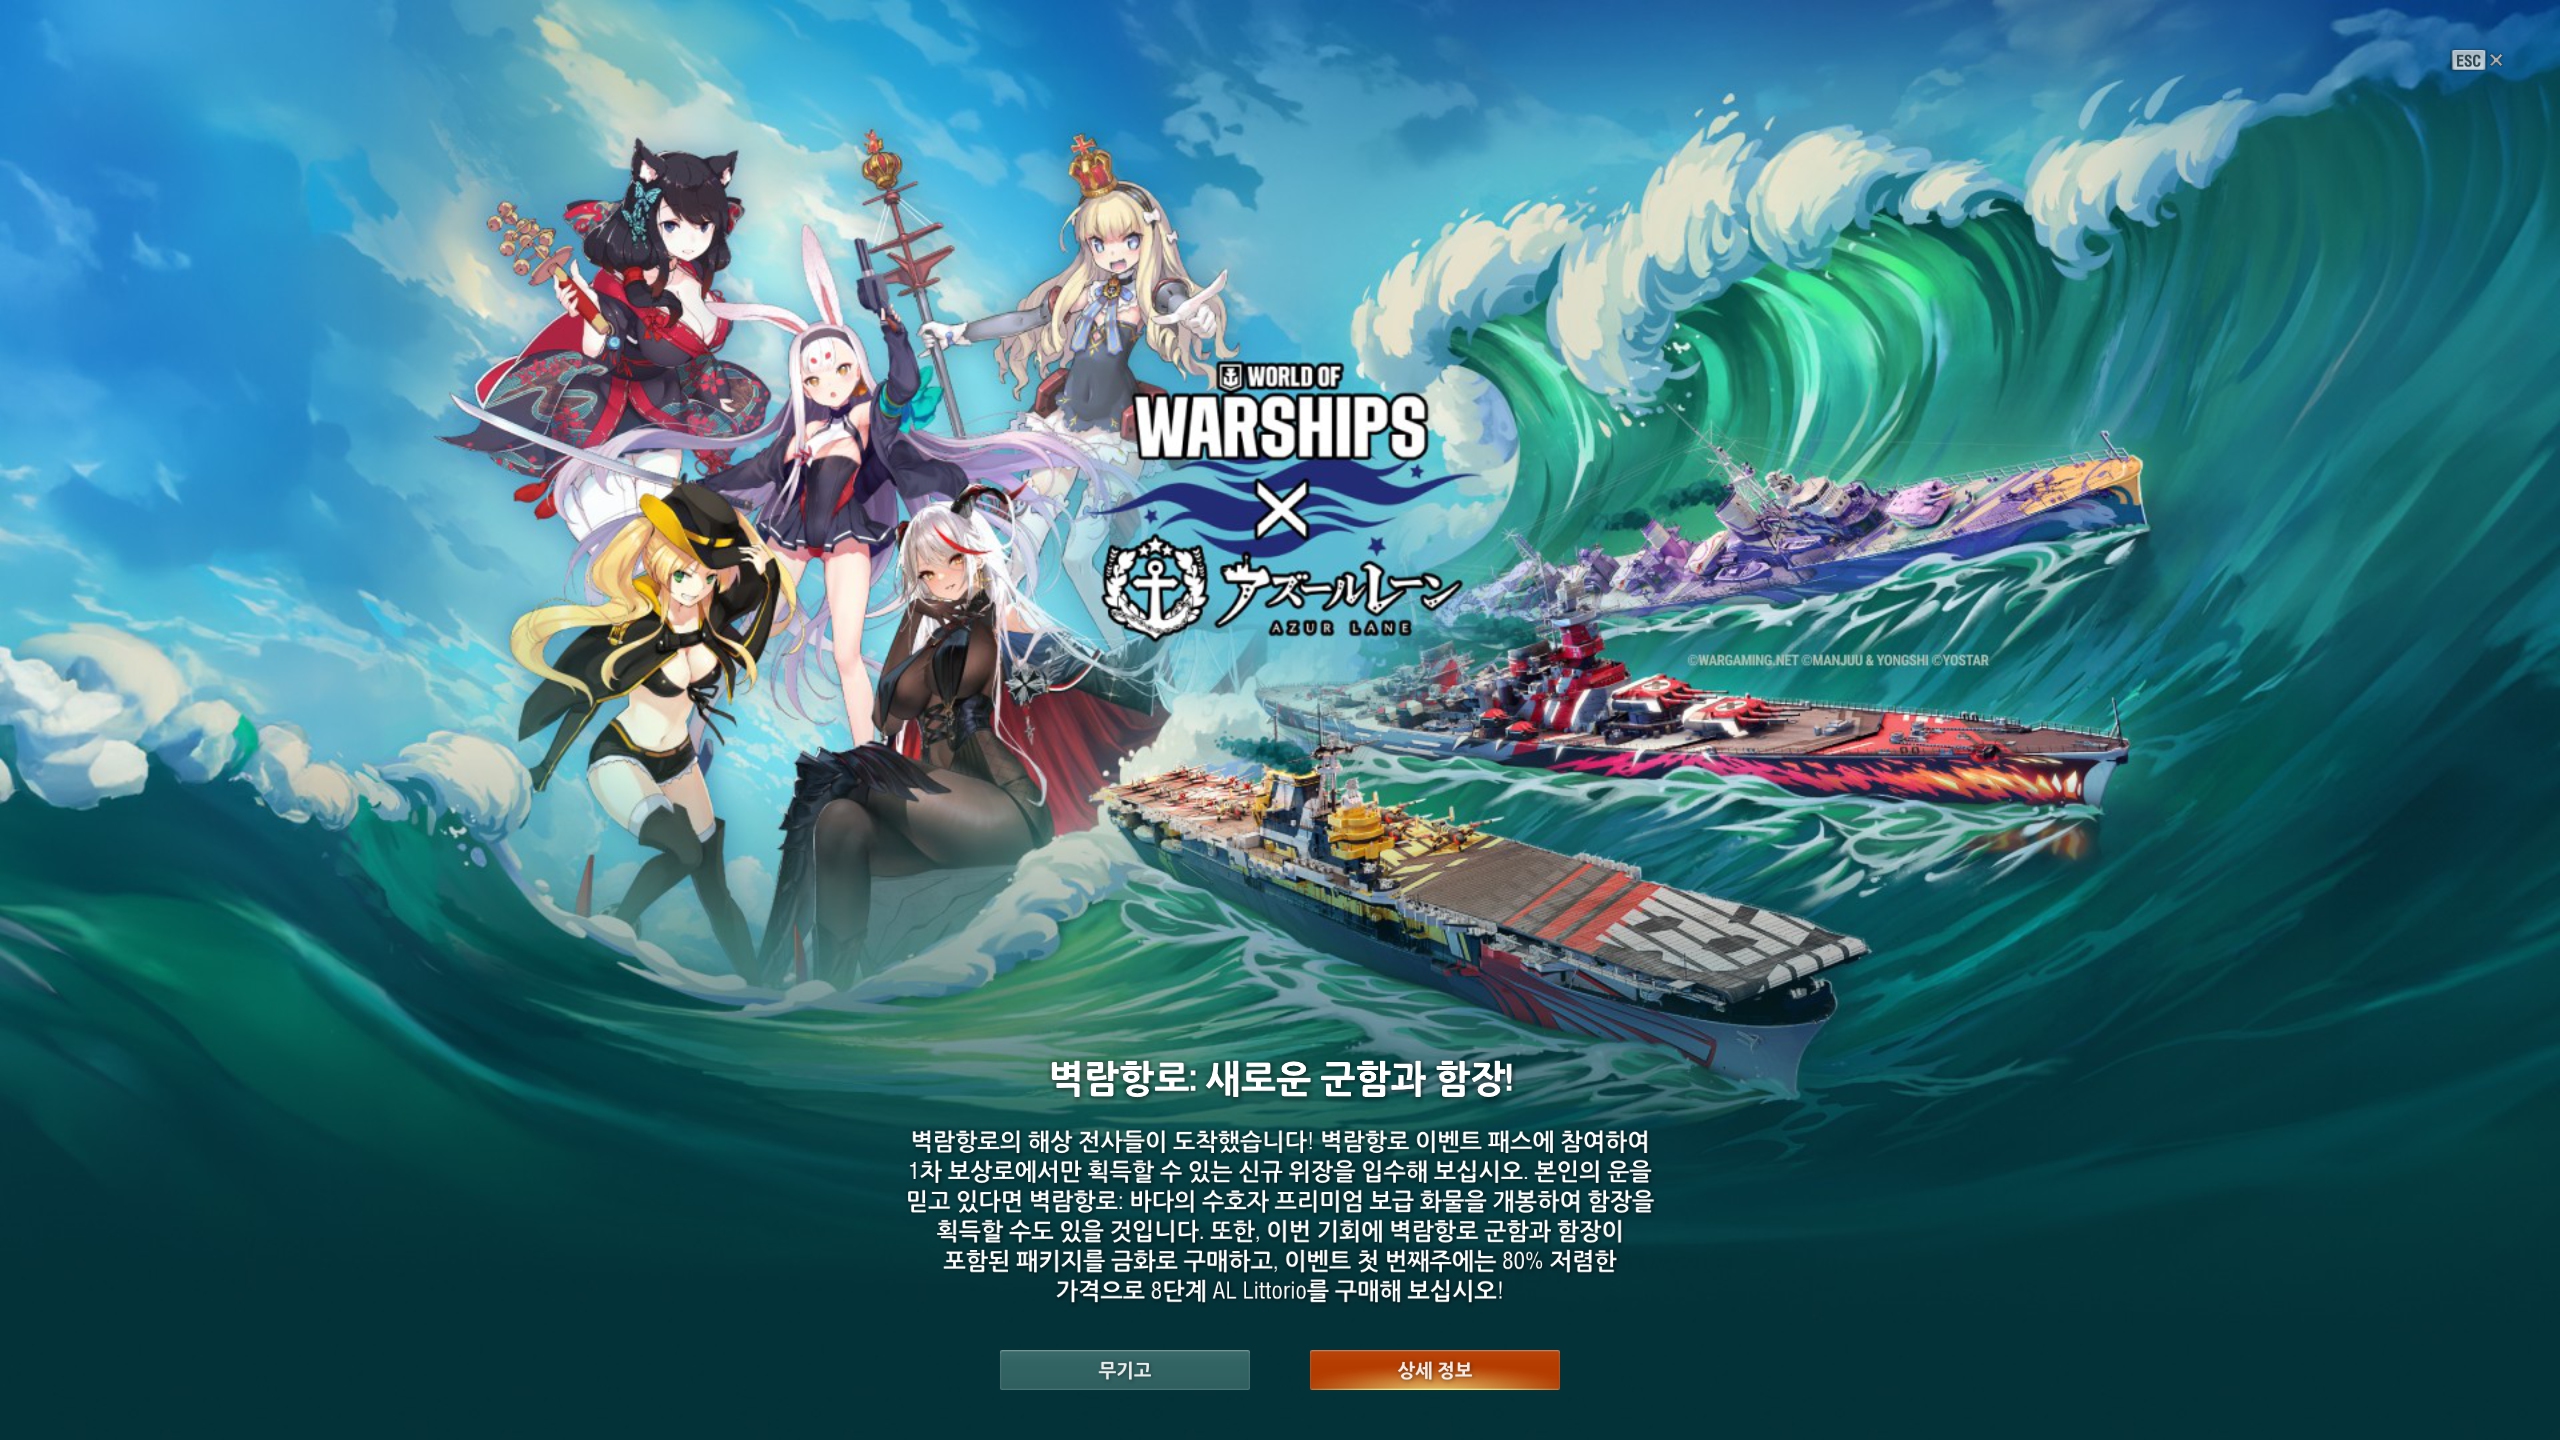 ESC ×
WORLD OF
WARSHIPS
×
アズールレーン
AZUR LANE
©WARGAMING.NET ©MANJUU & YONGSHI ©YOSTAR
벽람항로: 새로운 군함과 함장!
벽람항로의 해상 전사들이 도착했습니다! 벽람항로 이벤트 패스에 참여하여
1차 보상로에서만 획득할 수 있는 신규 위장을 입수해 보십시오. 본인의 운을
믿고 있다면 벽람항로: 바다의 수호자 프리미엄 보급 화물을 개봉하여 함장을
획득할 수도 있을 것입니다. 또한, 이번 기회에 벽람항로 군함과 함장이
포함된 패키지를 금화로 구매하고, 이벤트 첫 번째주에는 80% 저렴한
가격으로 8단계 AL Littorio를 구매해 보십시오!
무기고
상세 정보